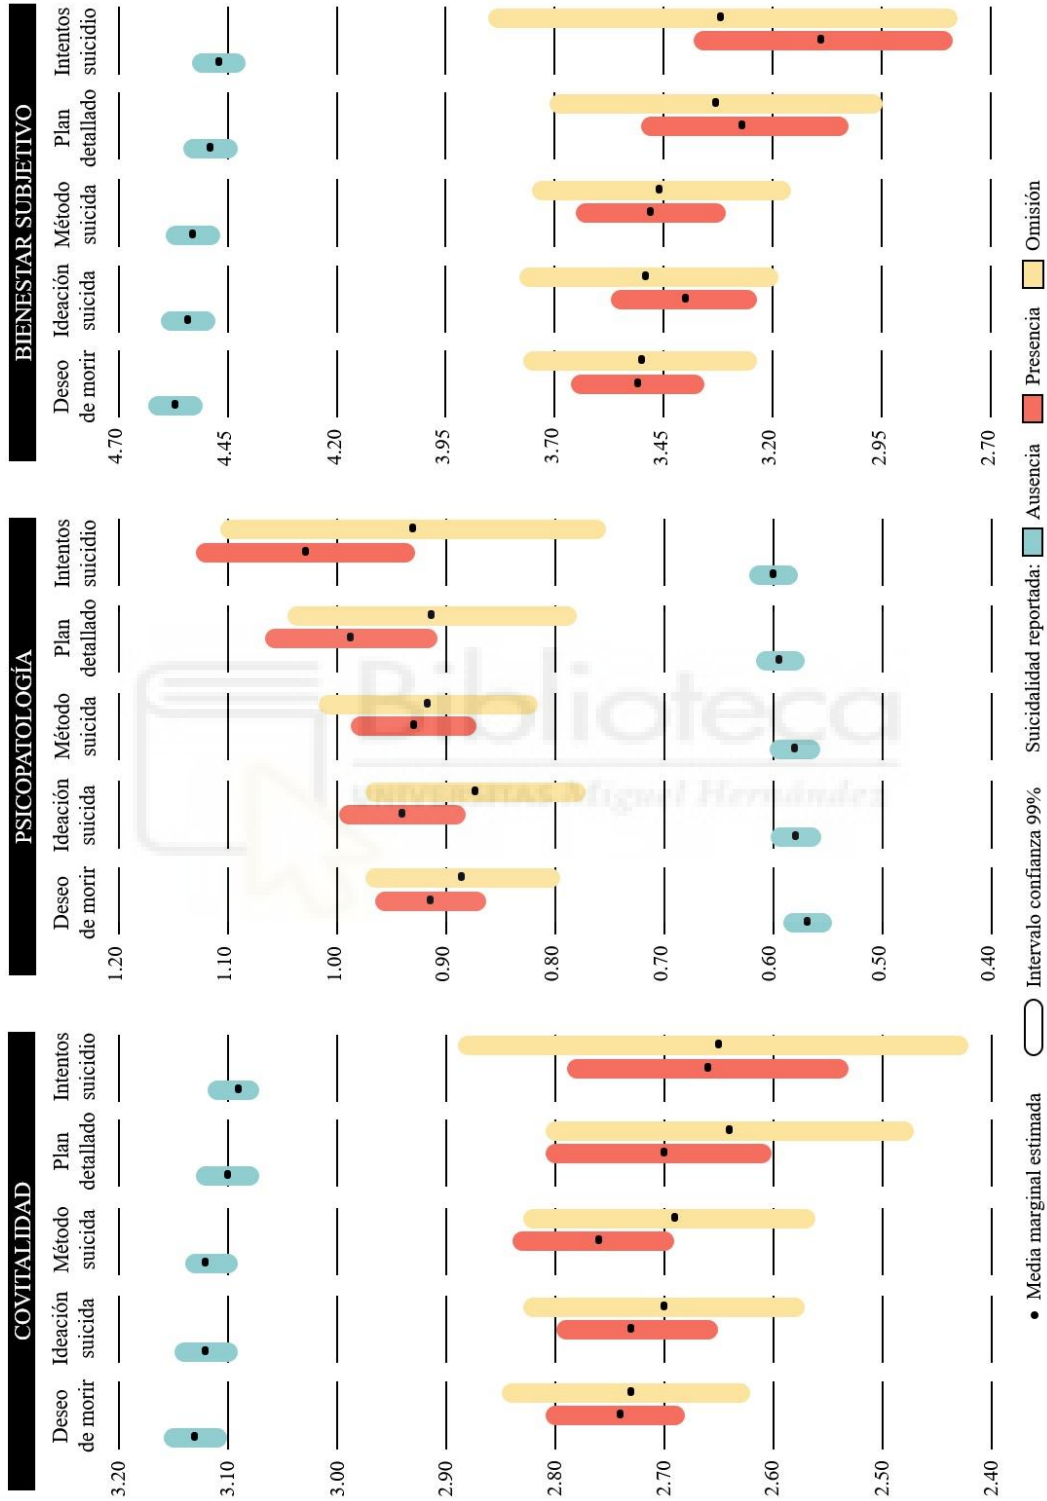 COVITALIDAD
Deseo
de morir
Ideación
suicida
Método
suicida
Plan
detallado
Intentos
suicidio
3.20
3.10
3.00
2.90
2.80
2.70
2.60
2.50
2.40
PSICOPATOLOGÍA
Deseo
de morir
Ideación
suicida
Método
suicida
Plan
detallado
Intentos
suicidio
1.20
1.10
1.00
0.90
0.80
0.70
0.60
0.50
0.40
BIENESTAR SUBJETIVO
Deseo
de morir
Ideación
suicida
Método
suicida
Plan
detallado
Intentos
suicidio
4.70
4.45
4.20
3.95
3.70
3.45
3.20
2.95
2.70
Biblioteca
UNIVERSITAS Miguel Hernández
• Media marginal estimada Intervalo confianza 99% Suicidalidad reportada: Ausencia Presencia Omisión